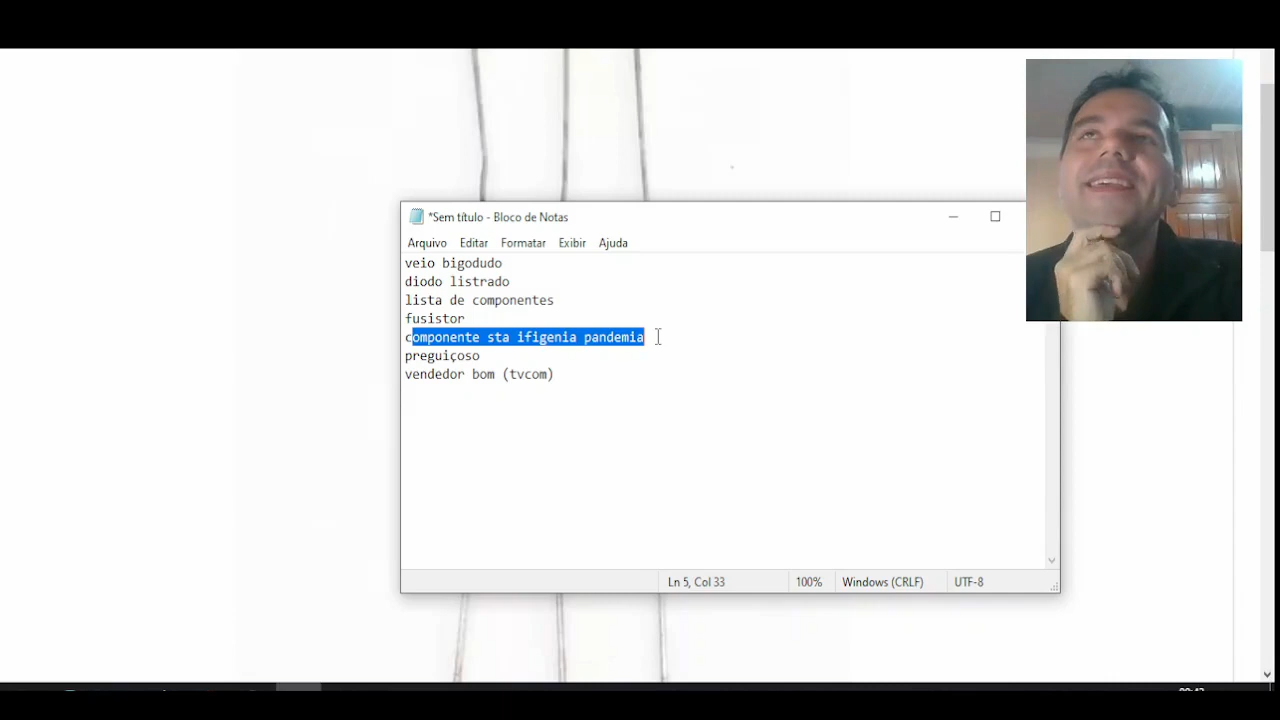 *Sem título - Bloco de Notas
Arquivo Editar Formatar Exibir Ajuda
veio bigodudo
diodo listrado
lista de componentes
fusistor
componente sta ifigenia pandemia
preguiçoso
vendedor bom (tvcom)
Ln 5, Col 33 100% Windows (CRLF) UTF-8